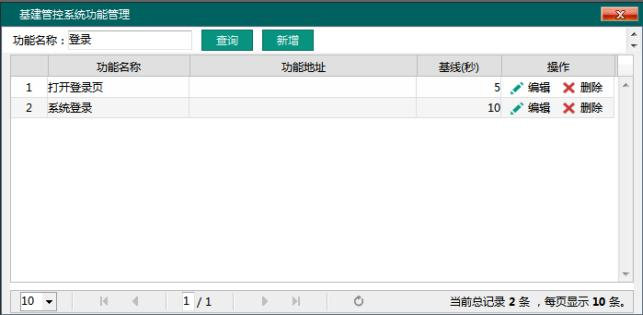 基建管控系统功能管理
功能名称：登录 查询 新增
功能名称 功能地址 基线(秒) 操作
1 打开登录页 5 编辑 删除
2 系统登录 10 编辑 删除
10 1 / 1 当前总记录 2 条 ，每页显示 10 条。